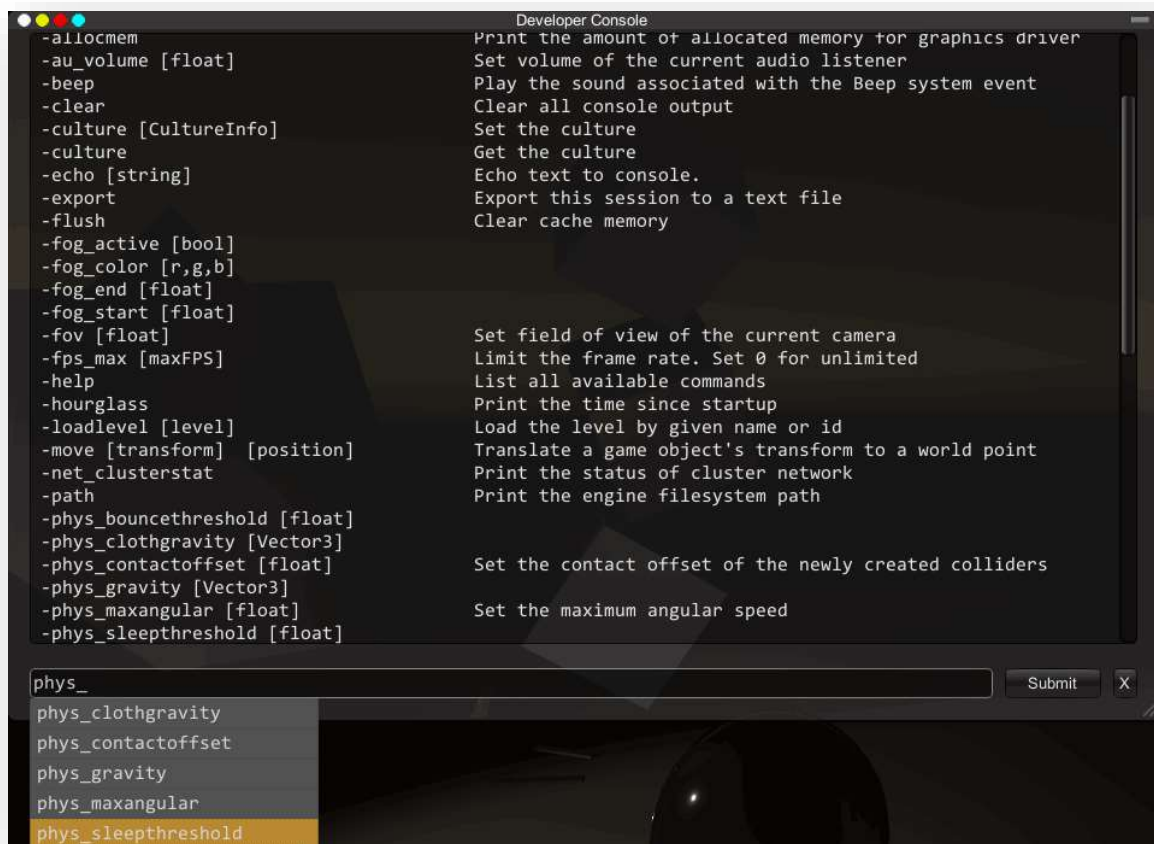 Developer Console
-allocmem Print the amount of allocated memory for graphics driver
-au_volume [float] Set volume of the current audio listener
-beep Play the sound associated with the Beep system event
-clear Clear all console output
-culture [CultureInfo] Set the culture
-culture Get the culture
-echo [string] Echo text to console.
-export Export this session to a text file
-flush Clear cache memory
-fog_active [bool]
-fog_color [r,g,b]
-fog_end [float]
-fog_start [float]
-fov [float] Set field of view of the current camera
-fps_max [maxFPS] Limit the frame rate. Set 0 for unlimited
-help List all available commands
-hourglass Print the time since startup
-loadlevel [level] Load the level by given name or id
-move [transform] [position] Translate a game object's transform to a world point
-net_clusterstat Print the status of cluster network
-path Print the engine filesystem path
-phys_bouncethreshold [float]
-phys_clothgravity [Vector3]
-phys_contactoffset [float] Set the contact offset of the newly created colliders
-phys_gravity [Vector3]
-phys_maxangular [float] Set the maximum angular speed
-phys_sleepthreshold [float]
phys_ Submit X
phys_clothgravity
phys_contactoffset
phys_gravity
phys_maxangular
phys_sleepthreshold